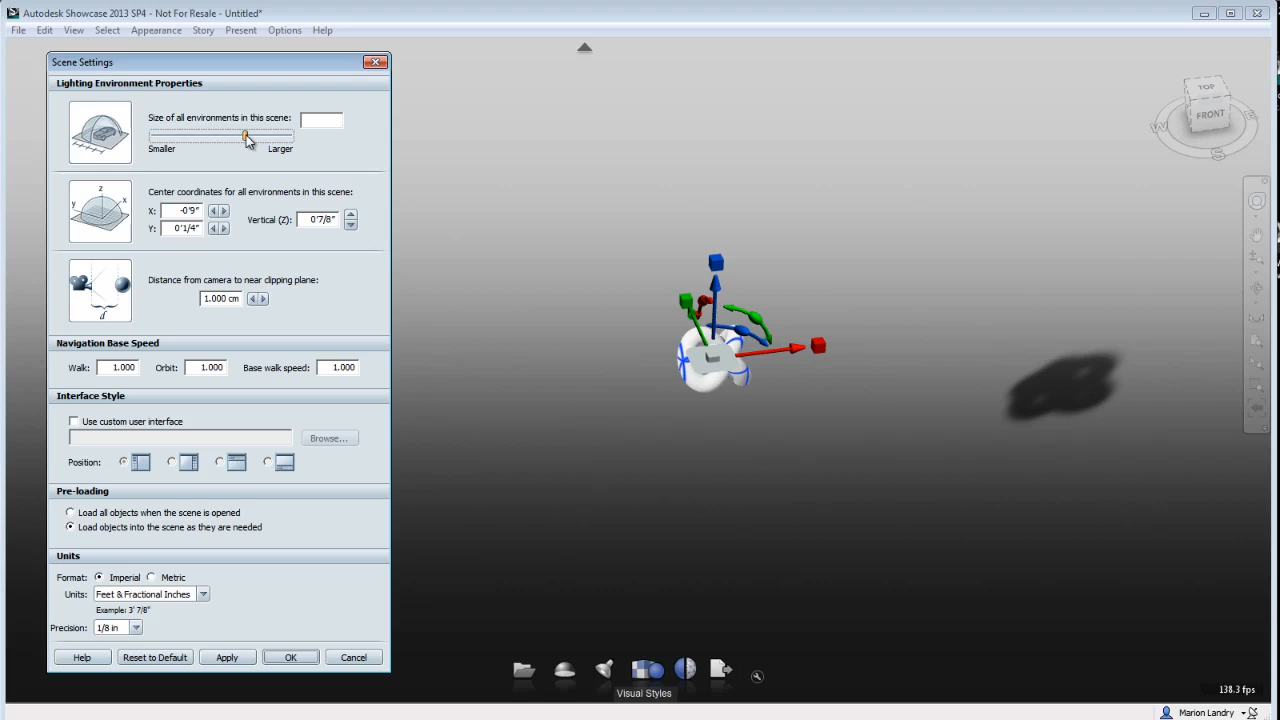 Autodesk Showcase 2013 SP4 - Not For Resale - Untitled*
File Edit View Select Appearance Story Present Options Help
Scene Settings
Lighting Environment Properties
Size of all environments in this scene:
Smaller Larger
Center coordinates for all environments in this scene:
X: -0'9"
Y: 0'1/4"
Vertical (Z): 0'7/8"
z
y
x
Distance from camera to near clipping plane:
1.000 cm
d
Navigation Base Speed
Walk: 1.000 Orbit: 1.000 Base walk speed: 1.000
Interface Style
Use custom user interface
Browse...
Position:
Pre-loading
Load all objects when the scene is opened
Load objects into the scene as they are needed
Units
Format: Imperial Metric
Units: Feet & Fractional Inches
Example: 3' 7/8"
Precision: 1/8 in
Help Reset to Default Apply OK Cancel
TOP
FRONT
W
E
S
Visual Styles
138.3 fps
Marion Landry